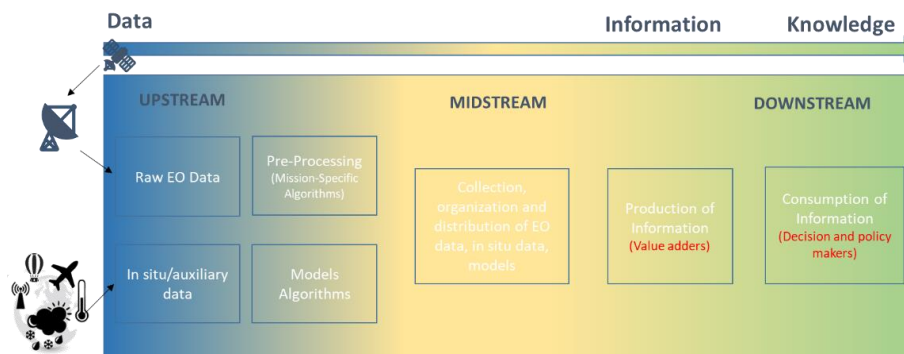 Data
Information
Knowledge
UPSTREAM
MIDSTREAM
DOWNSTREAM
Raw EO Data
Pre-Processing
(Mission-Specific
Algorithms)
In situ/auxiliary
data
Models
Algorithms
Collection,
organization and
distribution of EO
data, in situ data,
models
Production of
Information
(Value adders)
Consumption of
Information
(Decision and policy
makers)